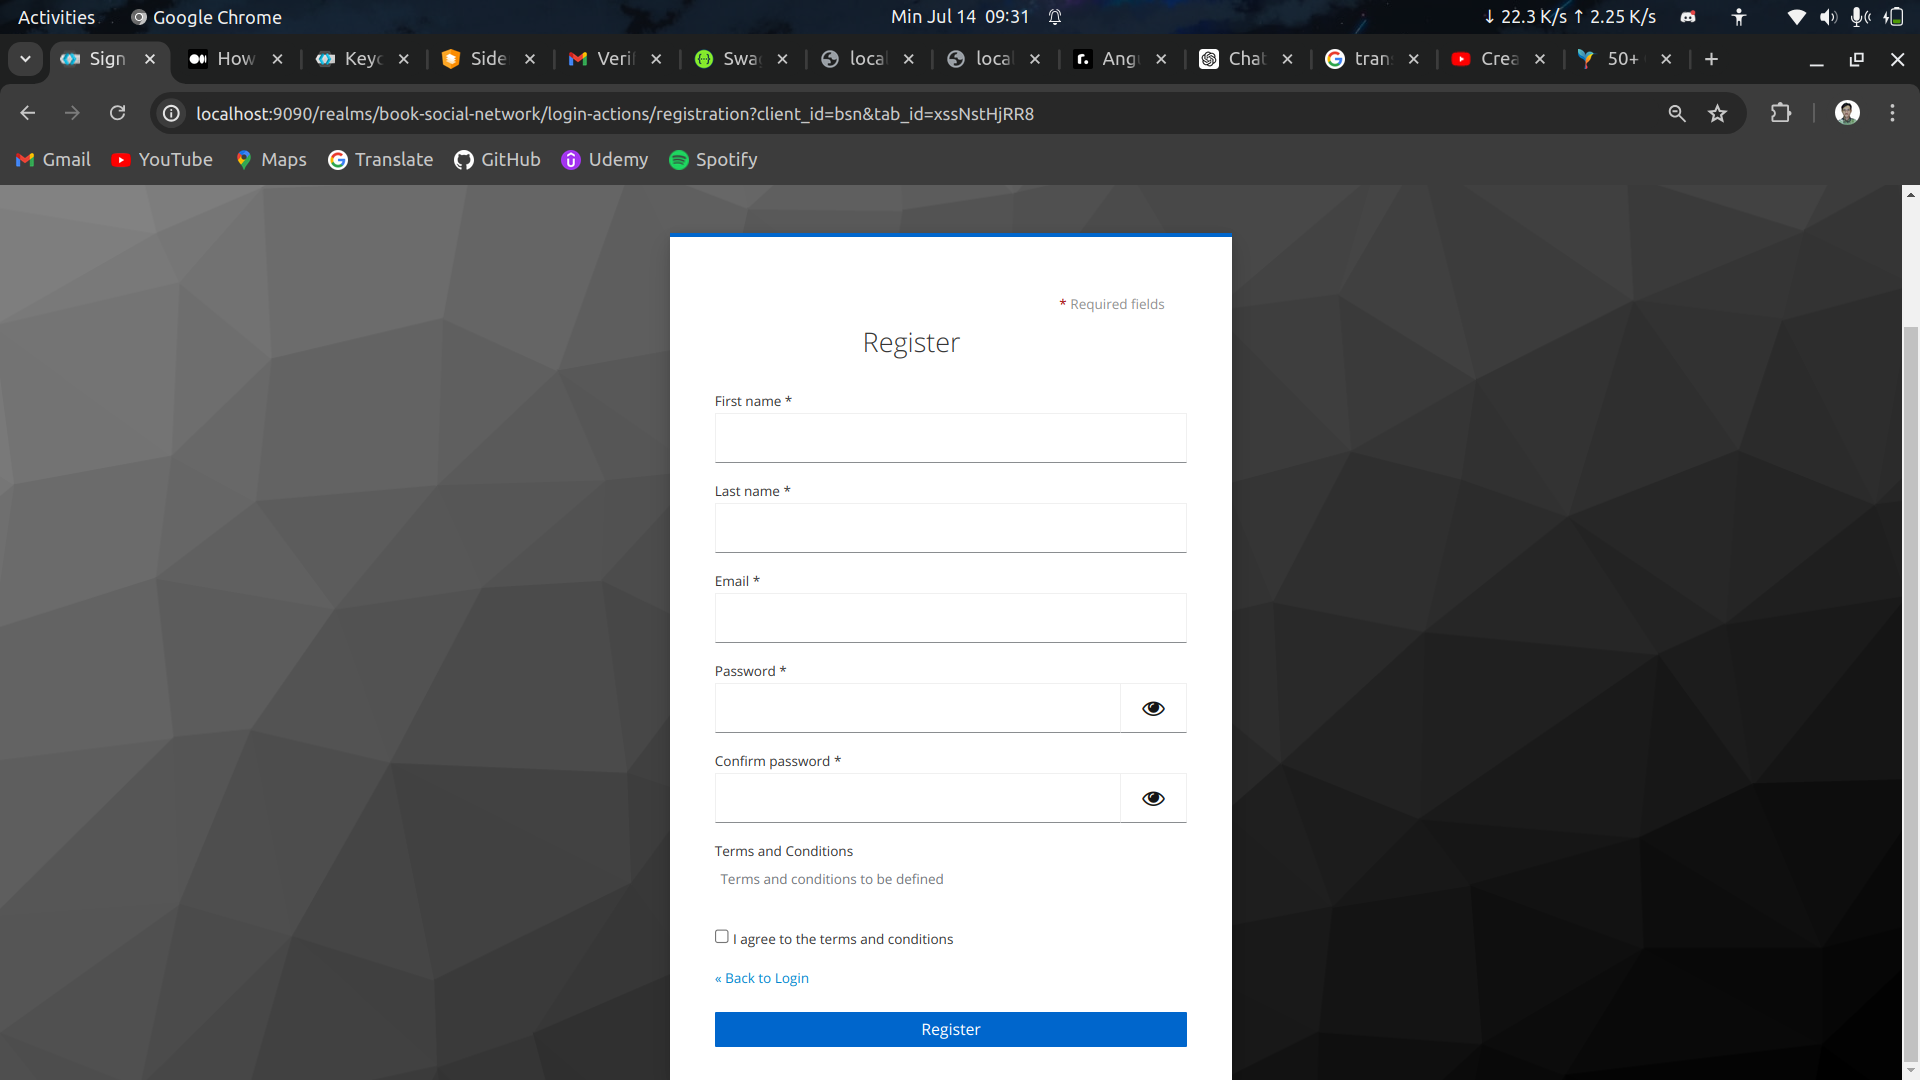 Activities
Google Chrome
Min Jul 14 09:31
↓ 22.3 K/s ↑ 2.25 K/s
Sign
How
Keyc
Side
Veri
Swa
local
local
Ang
Chat
tran
Crea
50+
localhost:9090/realms/book-social-network/login-actions/registration?client_id=bsn&tab_id=xssNstHjRR8
Gmail
YouTube
Maps
Translate
GitHub
Udemy
Spotify
* Required fields
Register
First name *
Last name *
Email *
Password *
Confirm password *
Terms and Conditions
Terms and conditions to be defined
I agree to the terms and conditions
« Back to Login
Register